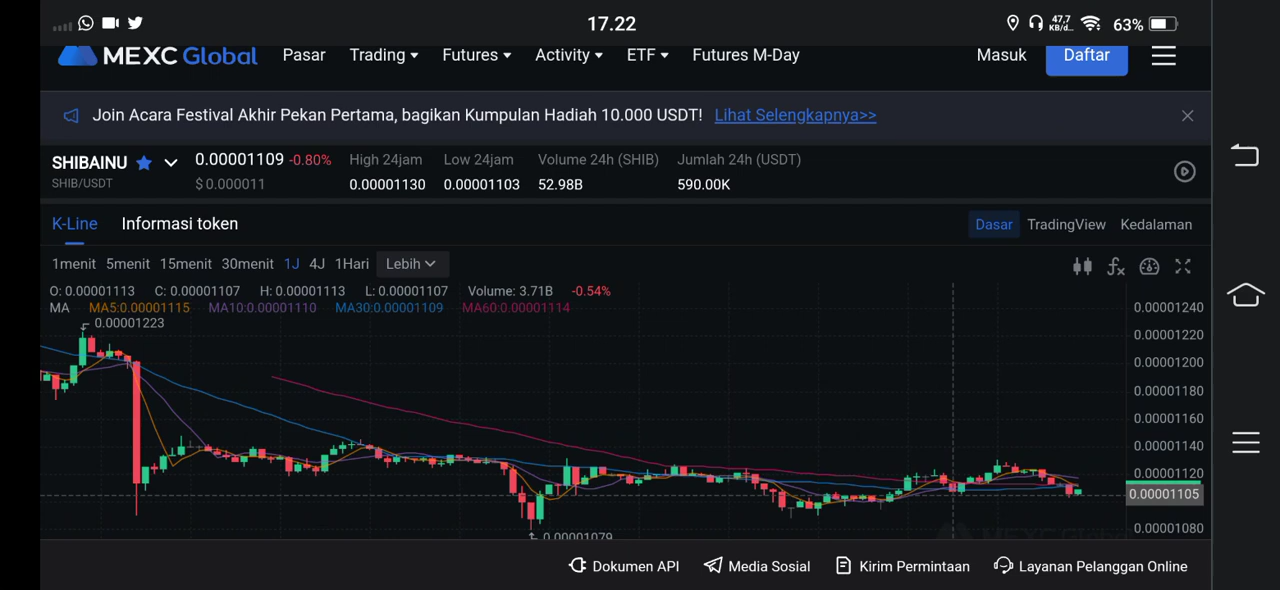 17.22
47,7
KB/d...
63%
MEXC Global Pasar Trading Futures Activity ETF Futures M-Day Masuk Daftar
Join Acara Festival Akhir Pekan Pertama, bagikan Kumpulan Hadiah 10.000 USDT! Lihat Selengkapnya>>
SHIBAINU 0.00001109 -0.80% High 24jam Low 24jam Volume 24h (SHIB) Jumlah 24h (USDT)
SHIB/USDT $ 0.000011 0.00001130 0.00001103 52.98B 590.00K
K-Line Informasi token Dasar TradingView Kedalaman
1menit 5menit 15menit 30menit 1J 4J 1Hari Lebih
O: 0.00001113 C: 0.00001107 H: 0.00001113 L: 0.00001107 Volume: 3.71B -0.54%
MA MA5:0.00001115 MA10:0.00001110 MA30:0.00001109 MA60:0.00001114
0.00001223
0.00001240
0.00001220
0.00001200
0.00001180
0.00001160
0.00001140
0.00001120
0.00001105
0.00001080
0.00001079
MEXC Global
Dokumen API Media Sosial Kirim Permintaan Layanan Pelanggan Online